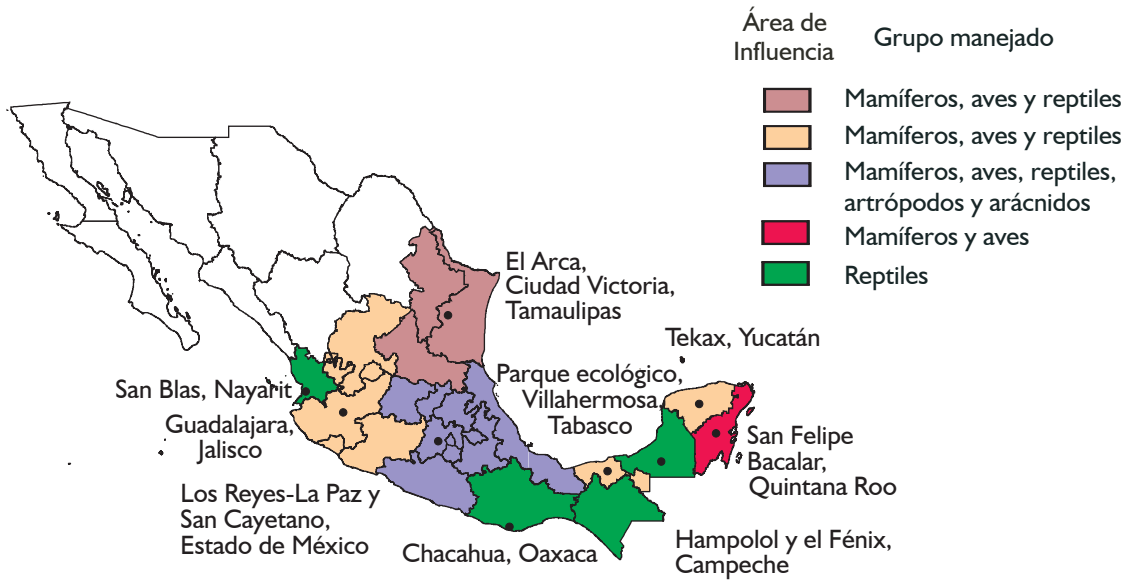 Área de
Influencia
Grupo manejado
Mamíferos, aves y reptiles
Mamíferos, aves y reptiles
Mamíferos, aves, reptiles,
artrópodos y arácnidos
Mamíferos y aves
Reptiles
El Arca,
Ciudad Victoria,
Tamaulipas
Tekax, Yucatán
Parque ecológico,
Villahermosa,
Tabasco
San Blas, Nayarit
Guadalajara,
Jalisco
San Felipe
Bacalar,
Quintana Roo
Los Reyes-La Paz y
San Cayetano,
Estado de México
Chacahua, Oaxaca
Hampolol y el Fénix,
Campeche